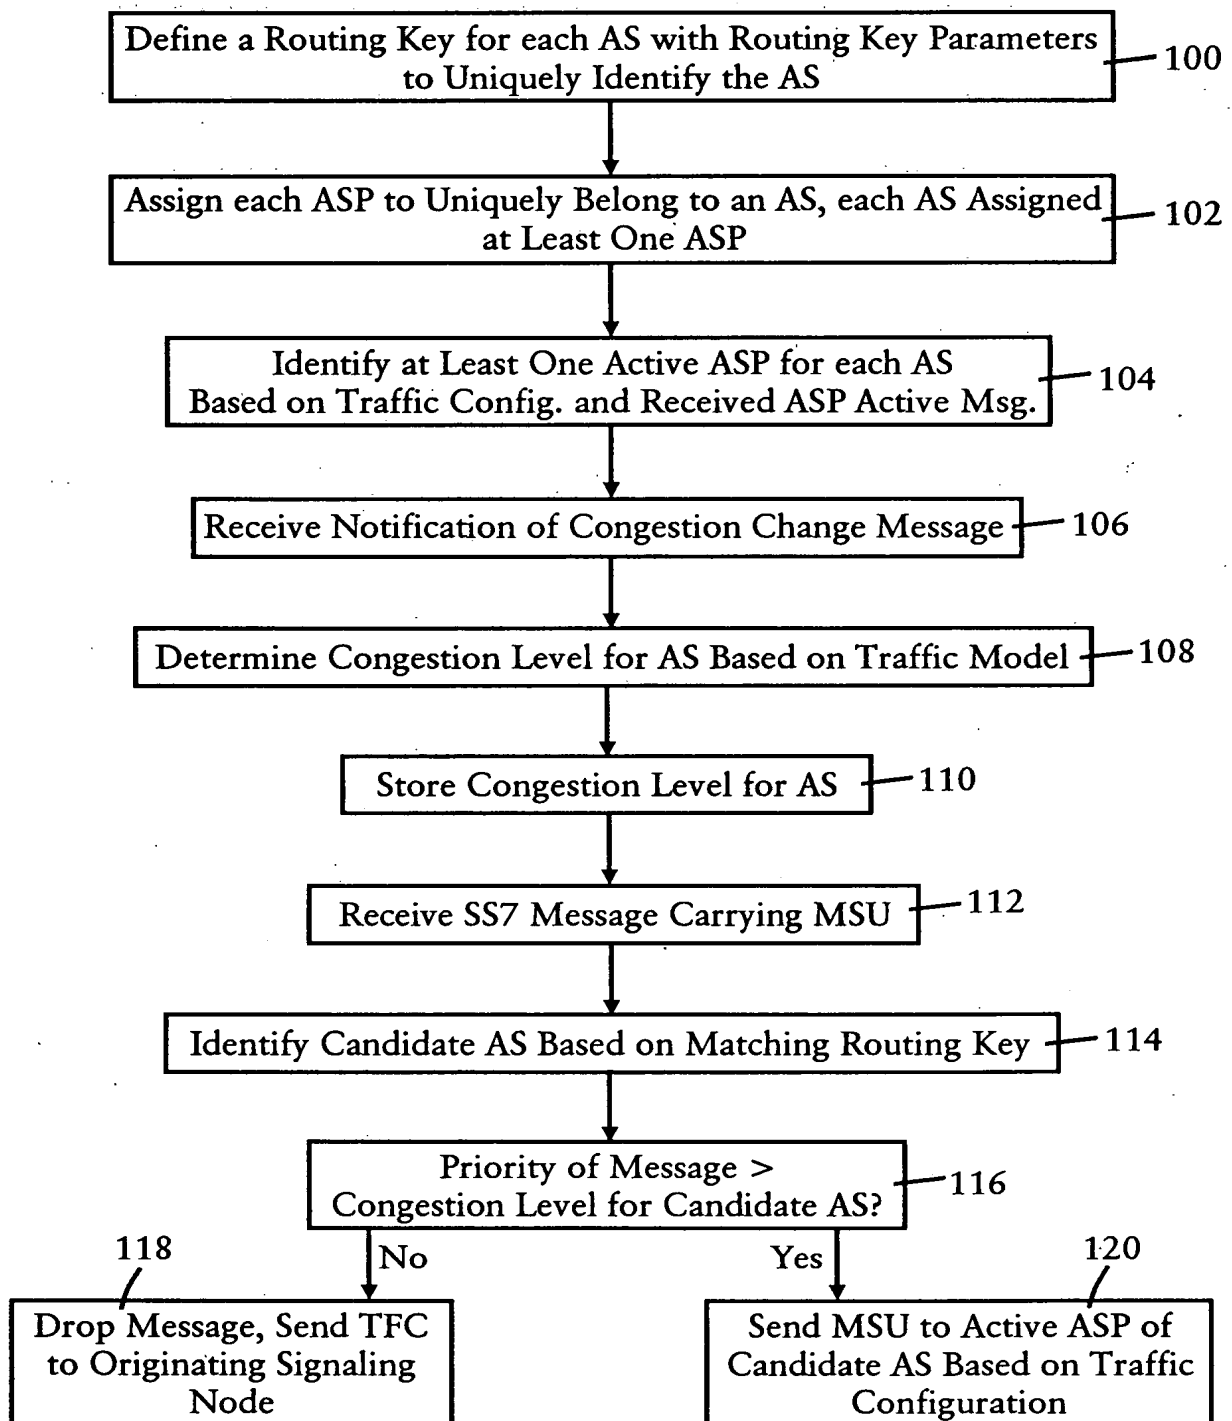 Define a Routing Key for each AS with Routing Key Parameters
to Uniquely Identify the AS
100
Assign each ASP to Uniquely Belong to an AS, each AS Assigned
at Least One ASP
102
Identify at Least One Active ASP for each AS
Based on Traffic Config. and Received ASP Active Msg.
104
Receive Notification of Congestion Change Message
106
Determine Congestion Level for AS Based on Traffic Model
108
Store Congestion Level for AS
110
Receive SS7 Message Carrying MSU
112
Identify Candidate AS Based on Matching Routing Key
114
Priority of Message >
Congestion Level for Candidate AS?
116
No
Yes
118
Drop Message, Send TFC
to Originating Signaling
Node
120
Send MSU to Active ASP of
Candidate AS Based on Traffic
Configuration